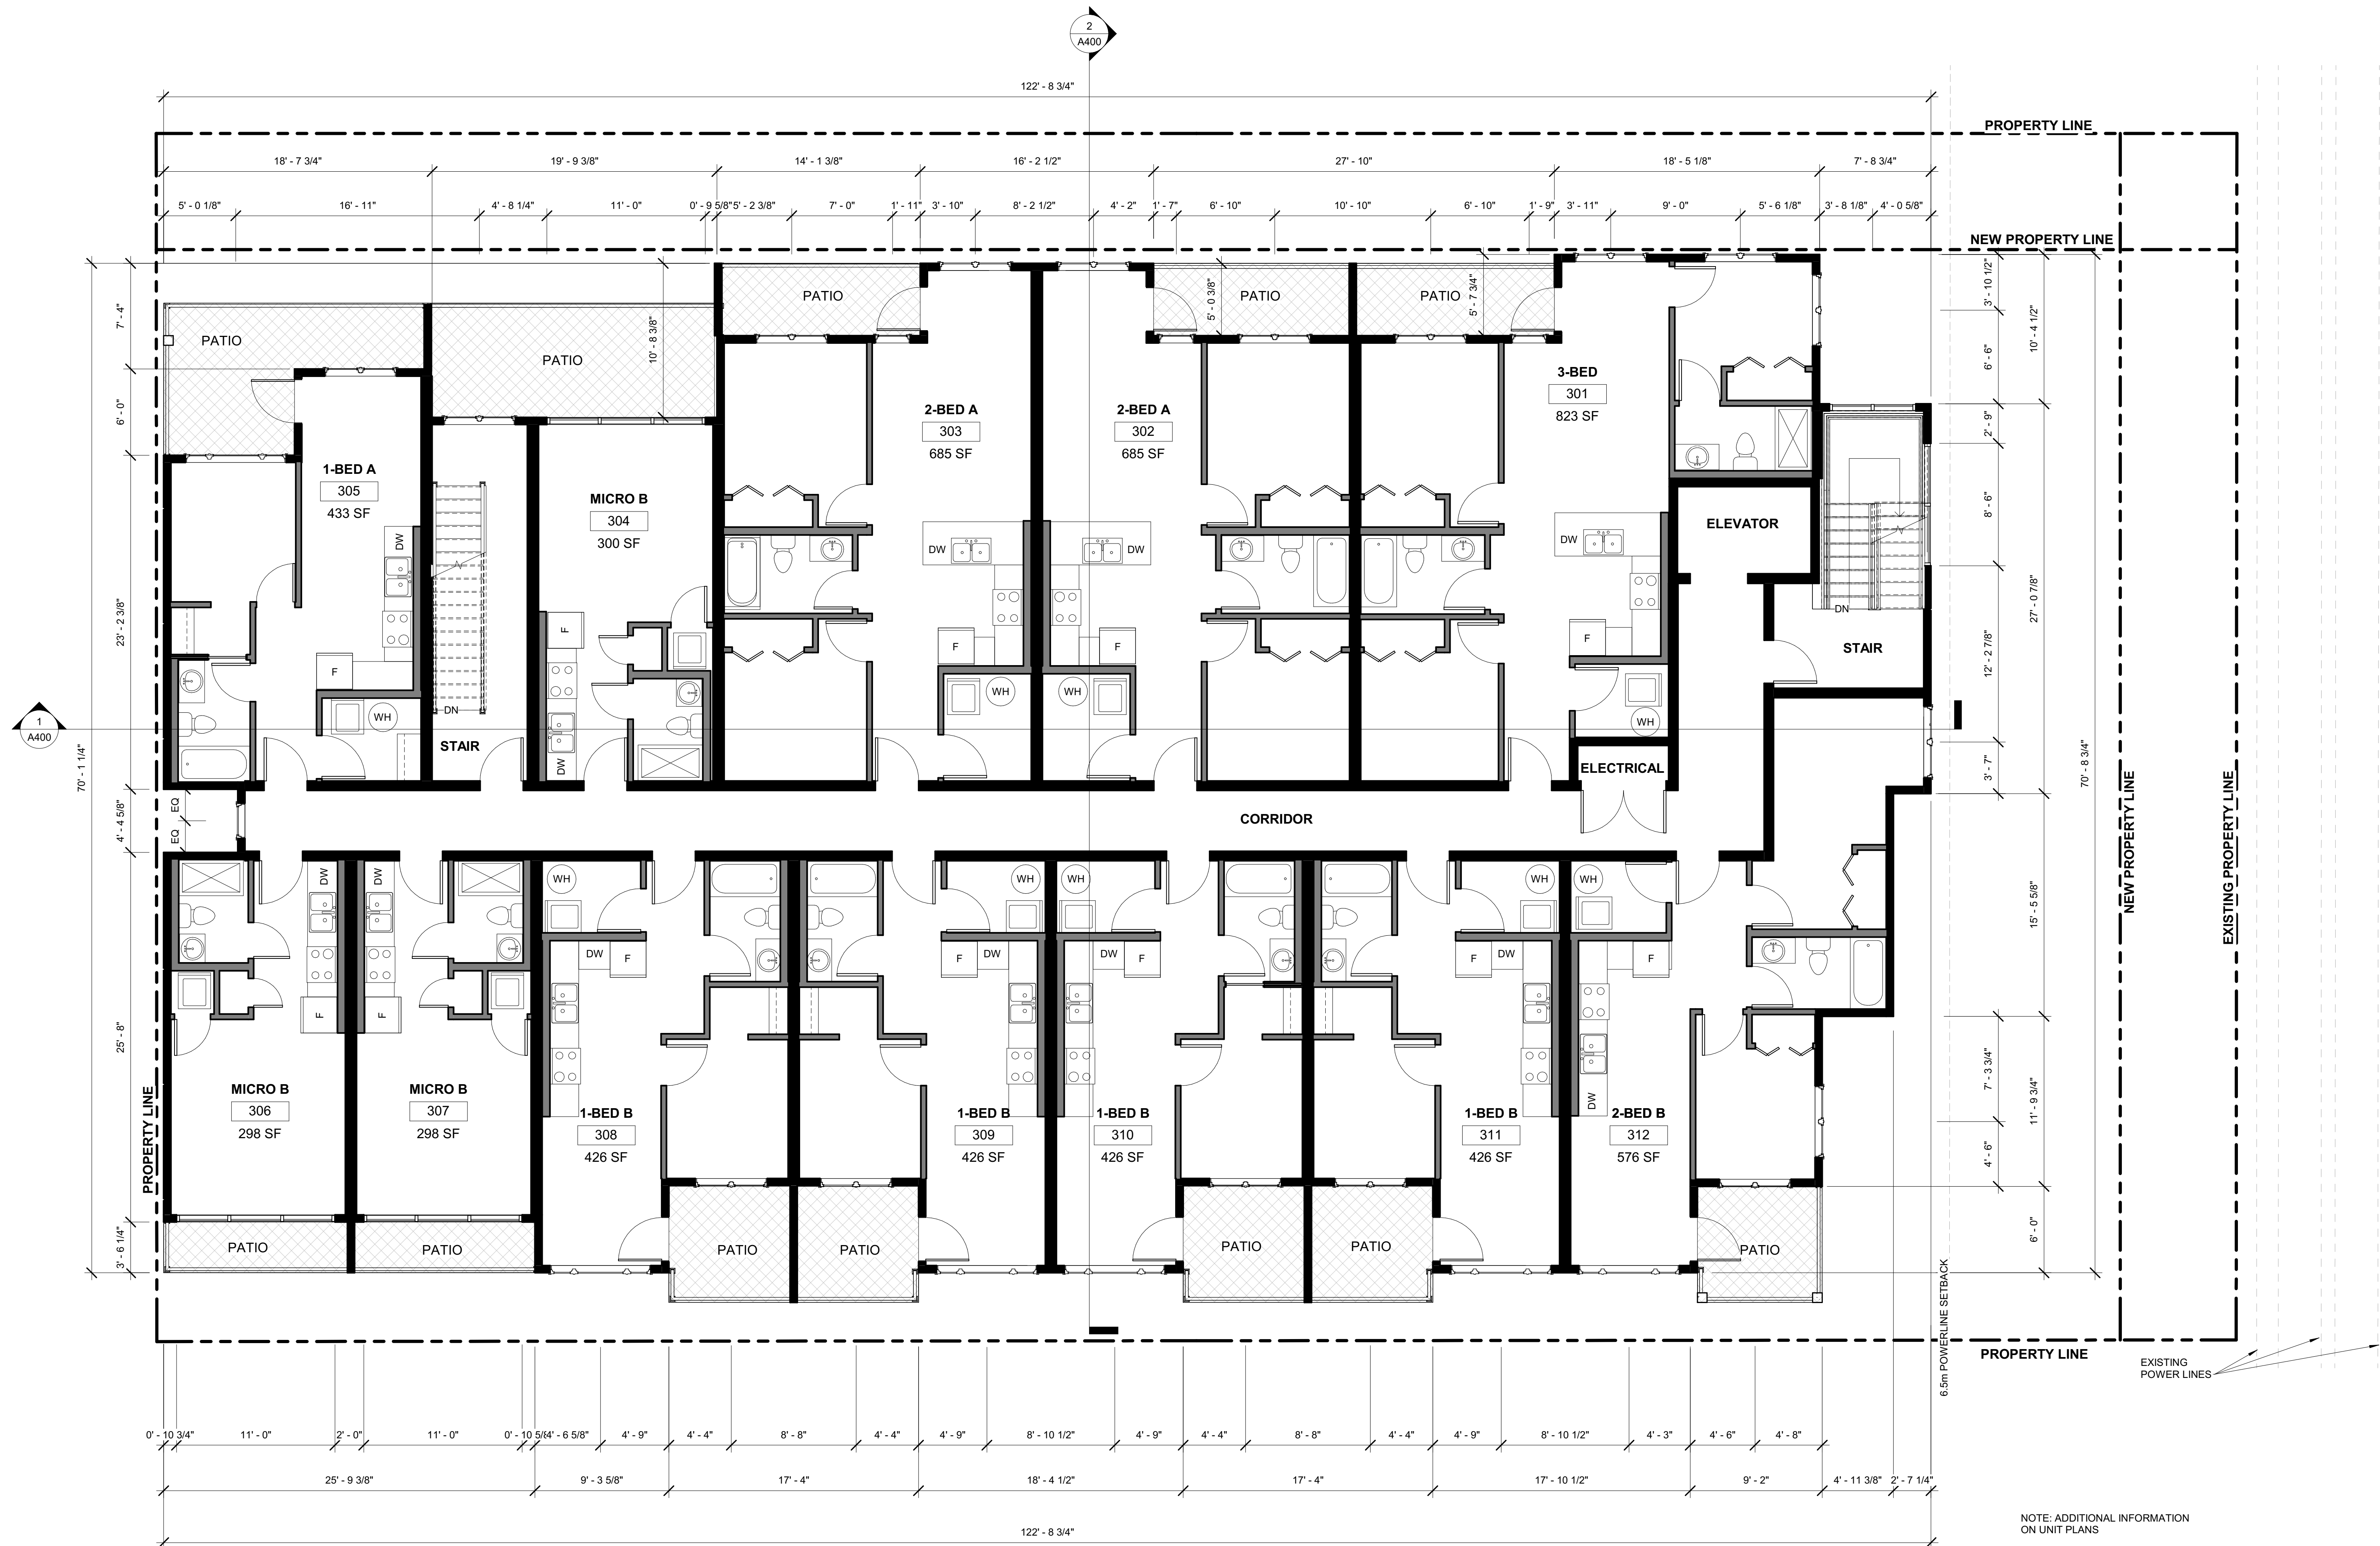 2
A400
122' - 8 3/4"
PROPERTY LINE
18' - 7 3/4"
19' - 9 3/8"
14' - 1 3/8"
16' - 2 1/2"
27' - 10"
18' - 5 1/8"
7' - 8 3/4"
5' - 0 1/8"
16' - 11"
4' - 8 1/4"
11' - 0"
0' - 9 5/8"
5' - 2 3/8"
7' - 0"
1' - 11"
3' - 10"
8' - 2 1/2"
4' - 2"
1' - 7"
6' - 10"
10' - 10"
6' - 10"
1' - 9"
3' - 11"
9' - 0"
5' - 6 1/8"
3' - 8 1/8"
4' - 0 5/8"
NEW PROPERTY LINE
7' - 4"
6' - 0"
23' - 2 3/8"
4' - 4 5/8"
25' - 8"
3' - 6 1/4"
70' - 1 1/4"
EQ
EQ
PROPERTY LINE
1
A400
PATIO
PATIO
10' - 8 3/8"
PATIO
PATIO
5' - 0 3/8"
PATIO
5' - 7 3/4"
1-BED A
305
433 SF
DW
F
WH
DN
STAIR
MICRO B
304
300 SF
F
DW
2-BED A
303
685 SF
DW
F
WH
2-BED A
302
685 SF
DW
F
WH
3-BED
301
823 SF
DW
F
WH
ELECTRICAL
ELEVATOR
DN
STAIR
CORRIDOR
3' - 10 1/2"
6' - 6"
2' - 9"
8' - 6"
12' - 2 7/8"
3' - 7"
7' - 3 3/4"
4' - 6"
10' - 4 1/2"
27' - 0 7/8"
15' - 5 5/8"
11' - 9 3/4"
6' - 0"
70' - 8 3/4"
NEW PROPERTY LINE
EXISTING PROPERTY LINE
DW
F
MICRO B
306
298 SF
PATIO
DW
F
MICRO B
307
298 SF
PATIO
WH
DW
F
1-BED B
308
426 SF
PATIO
WH
F
DW
1-BED B
309
426 SF
PATIO
WH
DW
F
1-BED B
310
426 SF
PATIO
WH
F
DW
1-BED B
311
426 SF
PATIO
WH
F
DW
2-BED B
312
576 SF
PATIO
6.5m POWERLINE SETBACK
PROPERTY LINE
EXISTING
POWER LINES
0' - 10 3/4"
11' - 0"
2' - 0"
11' - 0"
0' - 10 5/8"
4' - 6 5/8"
4' - 9"
4' - 4"
8' - 8"
4' - 4"
4' - 9"
8' - 10 1/2"
4' - 9"
4' - 4"
8' - 8"
4' - 4"
4' - 9"
8' - 10 1/2"
4' - 3"
4' - 6"
4' - 8"
25' - 9 3/8"
9' - 3 5/8"
17' - 4"
18' - 4 1/2"
17' - 4"
17' - 10 1/2"
9' - 2"
4' - 11 3/8"
2' - 7 1/4"
122' - 8 3/4"
NOTE: ADDITIONAL INFORMATION
ON UNIT PLANS